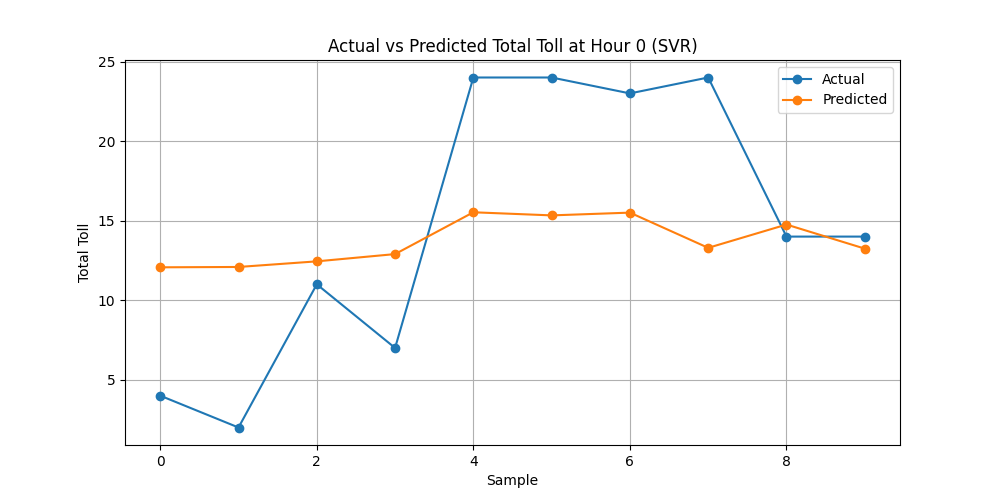 Actual vs Predicted Total Toll at Hour 0 (SVR)
Actual
Predicted
Total Toll
25
20
15
10
5
0 2 4 6 8
Sample